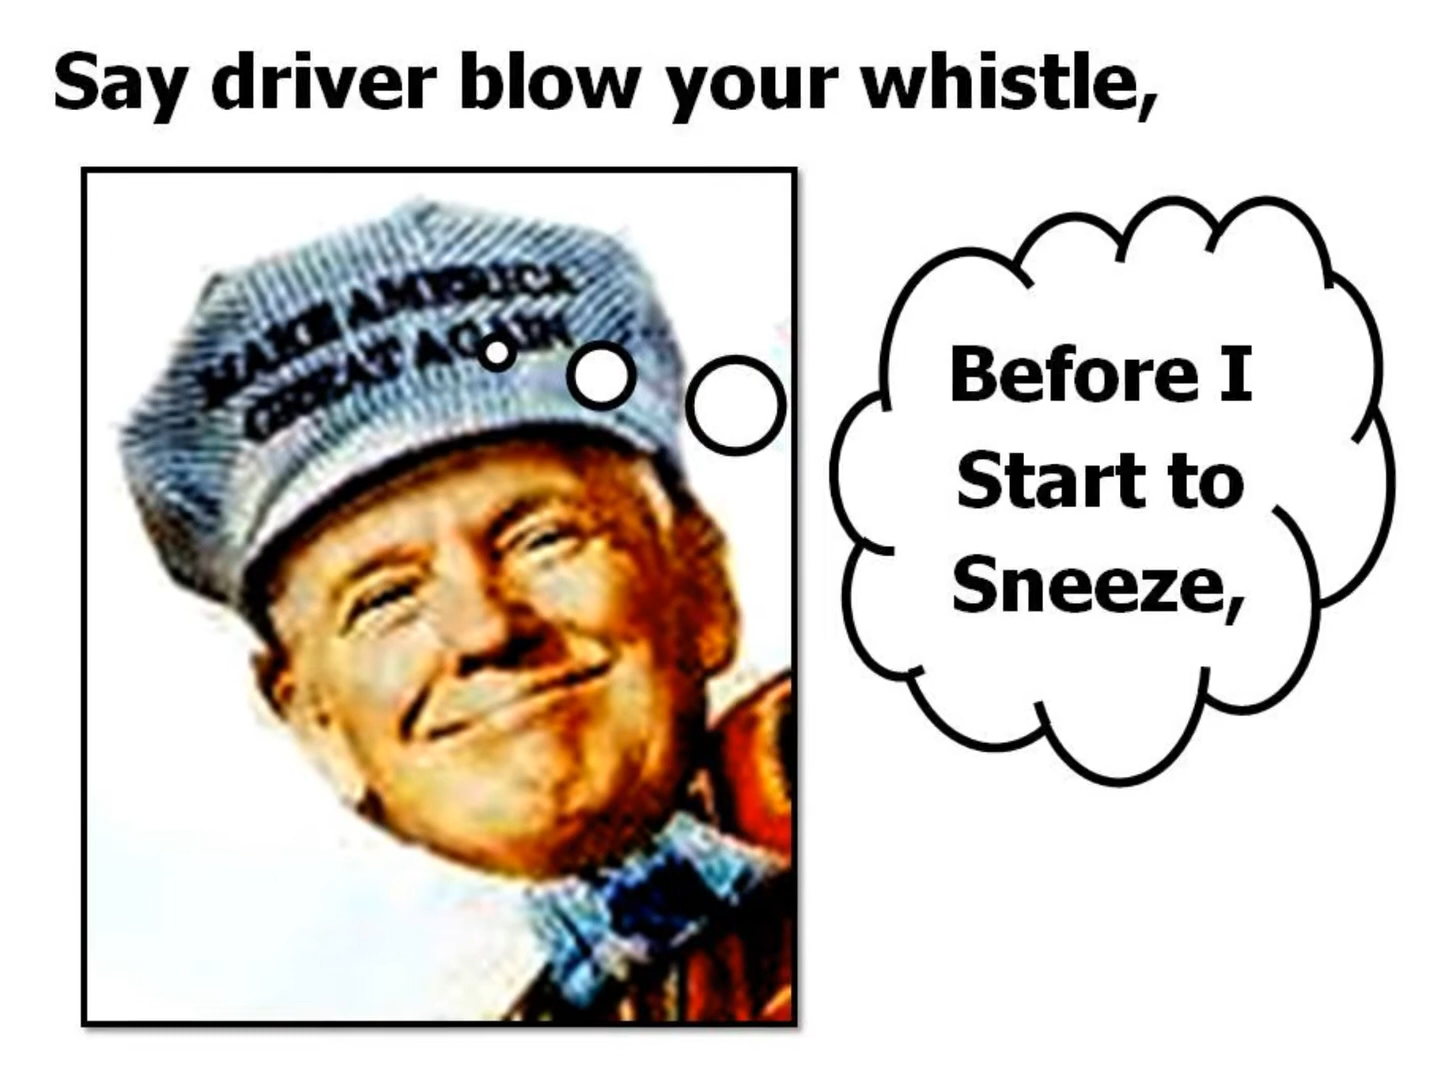 Say driver blow your whistle,
MAKE AMERICA
GREAT AGAIN
Before I
Start to
Sneeze,